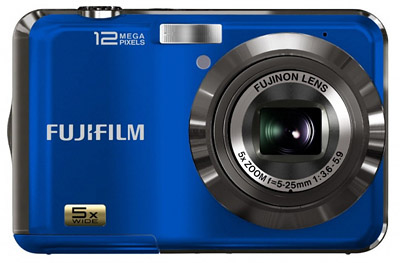 12 MEGA
PIXELS
FUJINON LENS
FUJIFILM
5x ZOOM f=5-25mm 1:3.6-5.9
5x
WIDE